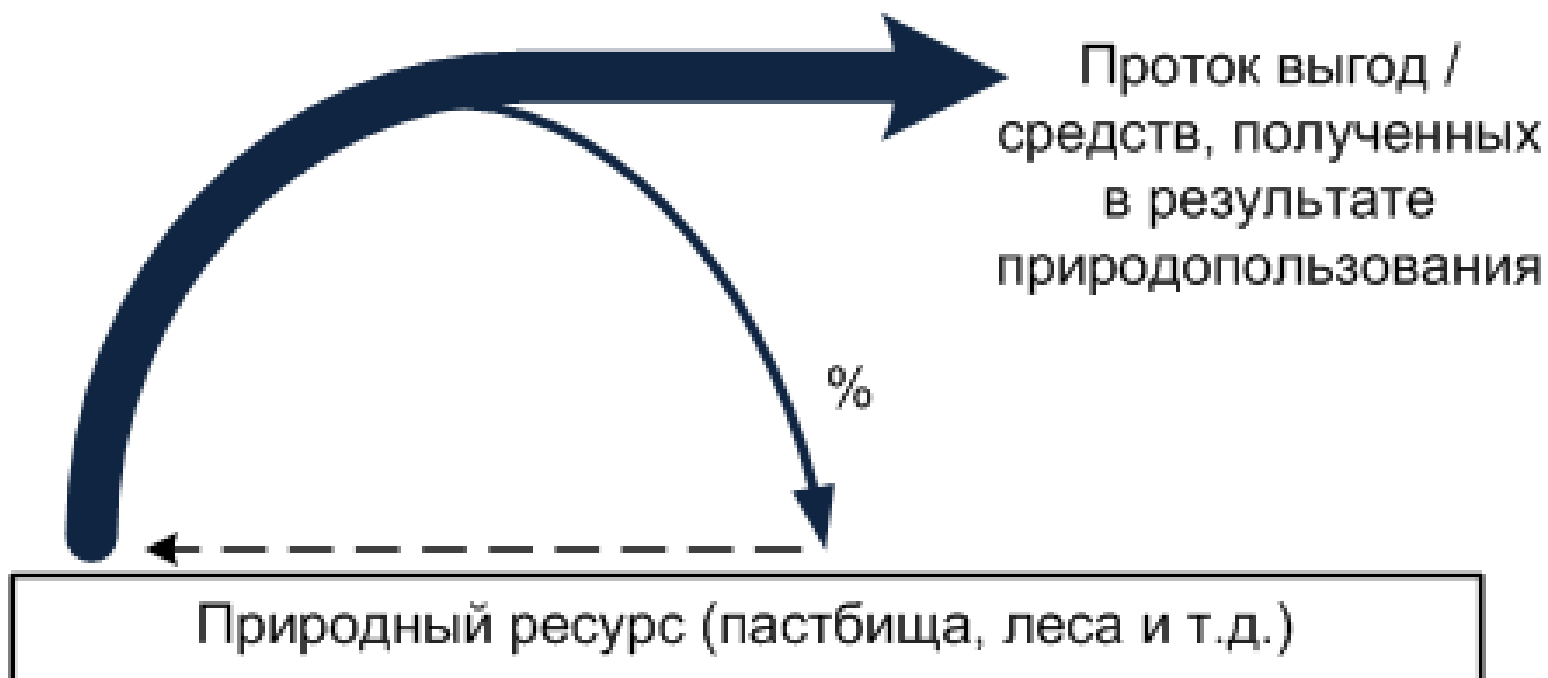 Проток выгод /
средств, полученных
в результате
природопользования
%
Природный ресурс (пастбища, леса и т.д.)